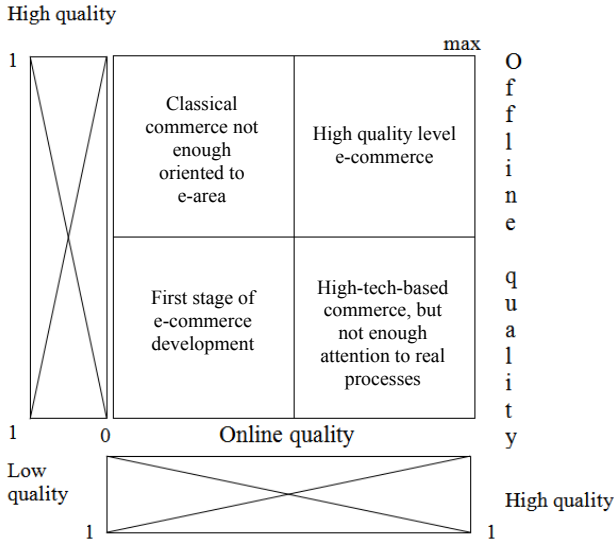 High quality
max
1
Classical
commerce not
enough
oriented to
e-area
High quality level
e-commerce
Offline quality
First stage of
e-commerce
development
High-tech-based
commerce, but
not enough
attention to real
processes
1
0
Online quality
Low
quality
High quality
1
1